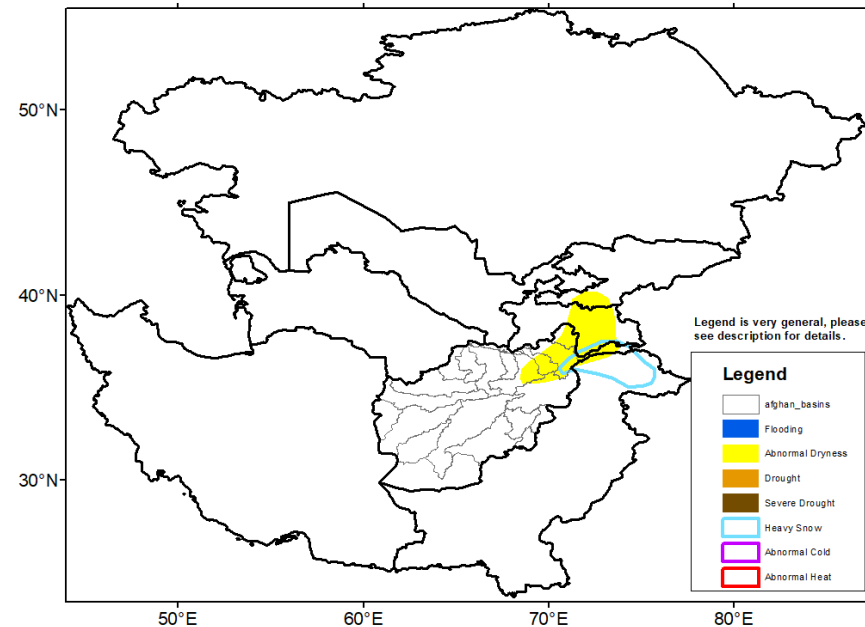 50°N
40°N
30°N
50°E
60°E
70°E
80°E
Legend is very general, please
see description for details.
Legend
afghan_basins
Flooding
Abnormal Dryness
Drought
Severe Drought
Heavy Snow
Abnormal Cold
Abnormal Heat